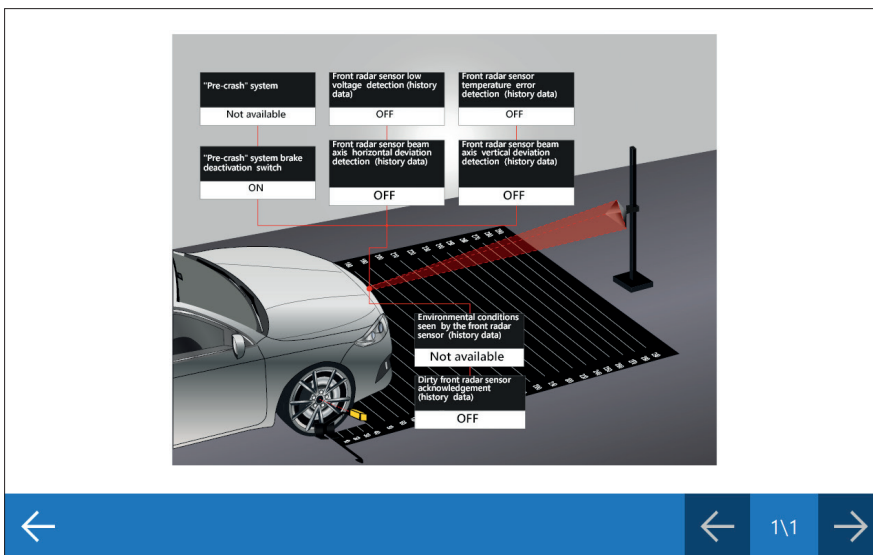 "Pre-crash" system
Not available
Front radar sensor low
voltage detection (history
data)
OFF
Front radar sensor
temperature error
detection (history data)
OFF
"Pre-crash" system brake
deactivation switch
ON
Front radar sensor beam
axis horizontal deviation
detection (history data)
OFF
Front radar sensor beam
axis vertical deviation
detection (history data)
OFF
Environmental conditions
seen by the front radar
sensor (history data)
Not available
Dirty front radar sensor
acknowledgement
(history data)
OFF
1\1